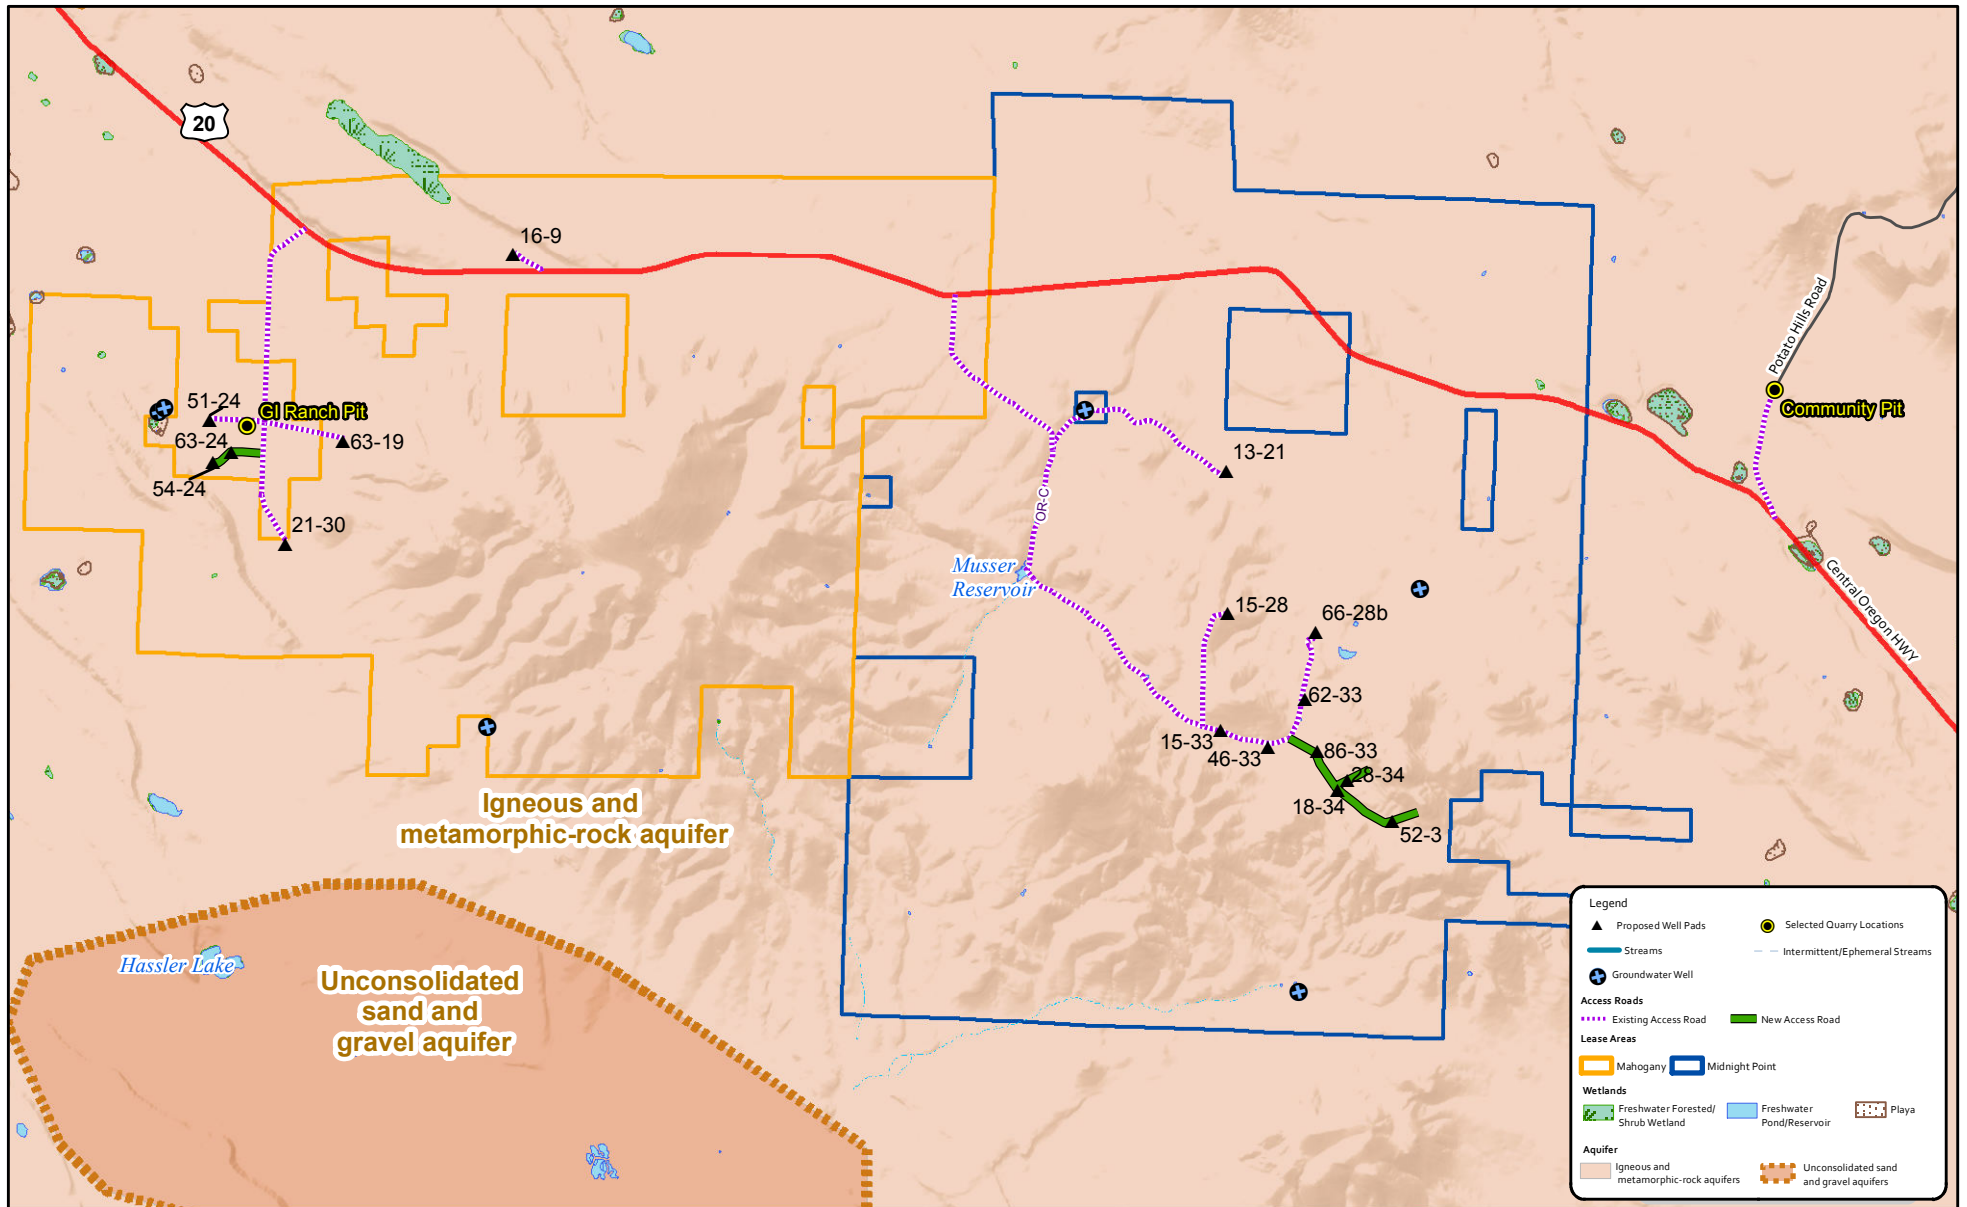 20
16-9
Potato Hills Road
51-24
GI Ranch Pit
Community Pit
63-24
63-19
13-21
54-24
OR-C
21-30
Musser
Reservoir
Central Oregon HWY
15-28
66-28b
62-33
15-33
46-33
86-33
28-34
18-34
52-3
Igneous and
metamorphic-rock aquifer
Hassler Lake
Unconsolidated
sand and
gravel aquifer
Legend
Proposed Well Pads
Selected Quarry Locations
Streams
Intermittent/Ephemeral Streams
Groundwater Well
Access Roads
Existing Access Road
New Access Road
Lease Areas
Mahogany
Midnight Point
Wetlands
Freshwater Forested/
Shrub Wetland
Freshwater
Pond/Reservoir
Playa
Aquifer
Igneous and
metamorphic-rock aquifers
Unconsolidated sand
and gravel aquifers